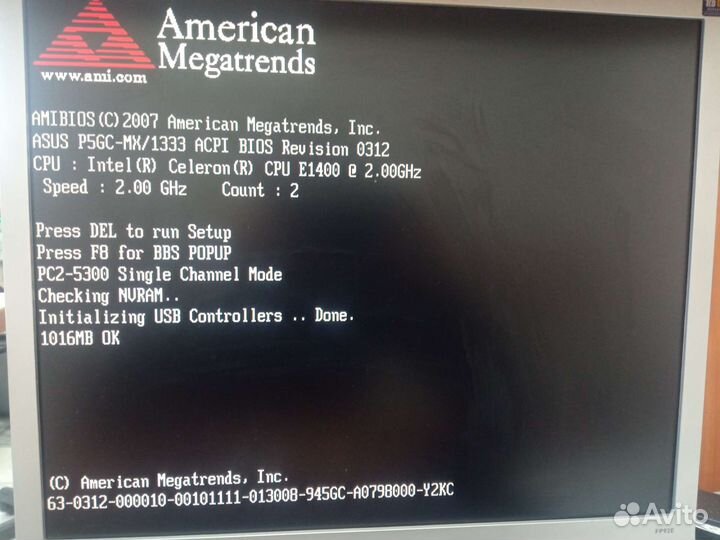 American
Megatrends
www.ami.com
AMIBIOS(C)2007 American Megatrends, Inc.
ASUS P5GC-MX/1333 ACPI BIOS Revision 0312
CPU : Intel(R) Celeron(R) CPU E1400 @ 2.00GHz
Speed : 2.00 GHz Count : 2
Press DEL to run Setup
Press F8 for BBS POPUP
PC2-5300 Single Channel Mode
Checking NVRAM..
Initializing USB Controllers .. Done.
1016MB OK
(C) American Megatrends, Inc.
63-0312-000010-00101111-013008-945GC-A0798000-Y2KC
Avito